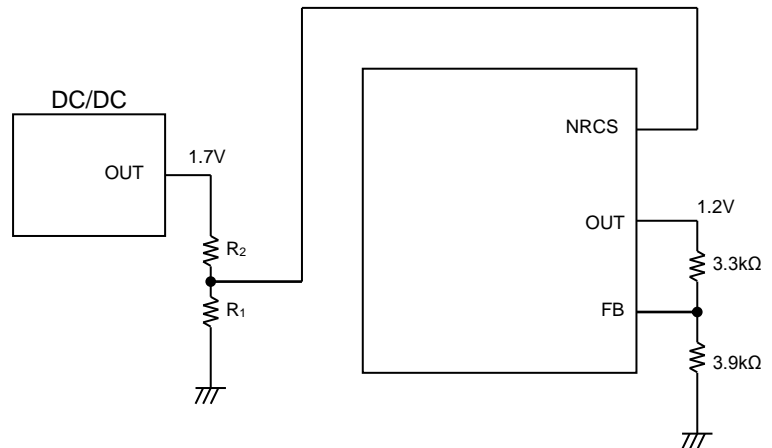 DC/DC
OUT
1.7V
R₂
R₁
NRCS
OUT
1.2V
3.3kΩ
FB
3.9kΩ